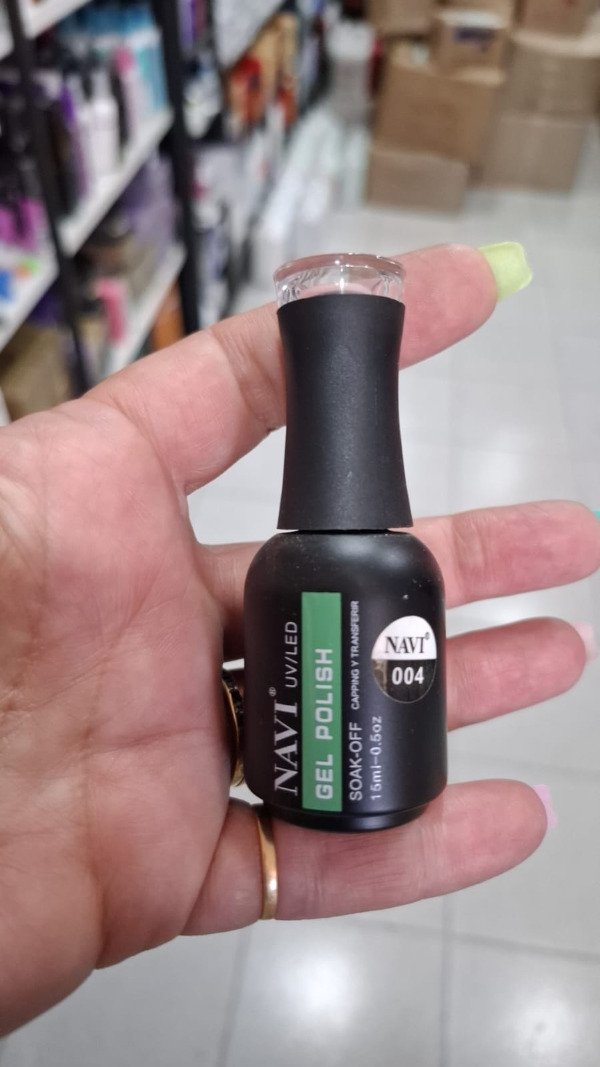 NAVI® UV/LED
GEL POLISH
SOAK-OFF CAPPING Y TRANSFERIR
15ml-0.5oz
NAVI®
004